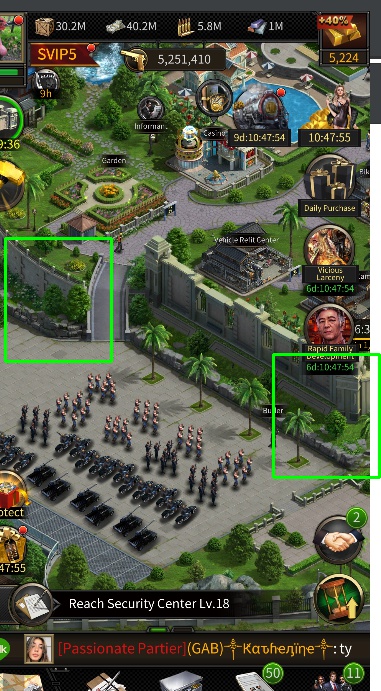 30.2M 40.2M 5.8M 1M
+40%
SVIP5 5,251,410 5,224
9h
Informant
Casino
9d:10:47:54 10:47:55
9:36
Garden
Daily Purchase
Vehicle Refit Center
Vicious
Larceny
6d:10:47:54
Rapid Family
Development
6d:10:47:54
Butler
otect
2
47:55
Reach Security Center Lv.18
[Passionate Partier](GAB)⸸Kατhєηïηє⸸: ty
50 11